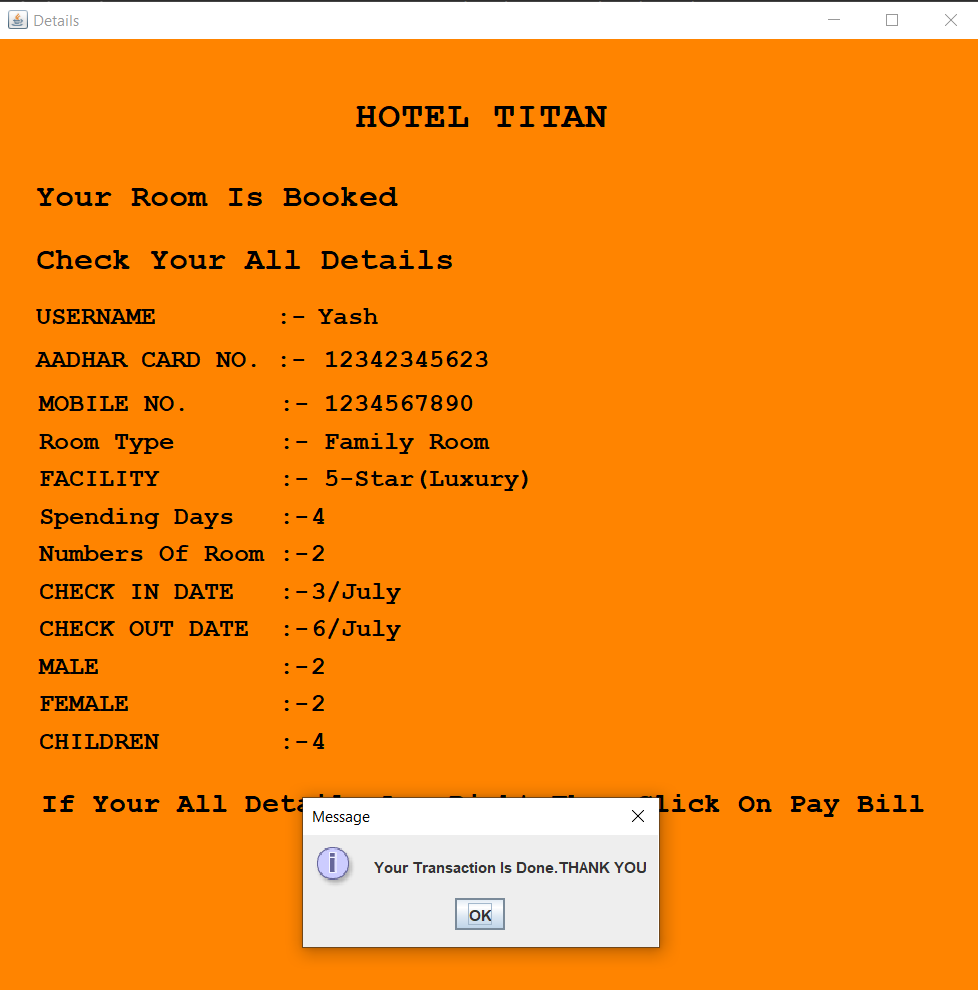 Details
HOTEL TITAN
Your Room Is Booked
Check Your All Details
USERNAME :- Yash
AADHAR CARD NO. :- 12342345623
MOBILE NO. :- 1234567890
Room Type :- Family Room
FACILITY :- 5-Star(Luxury)
Spending Days :-4
Numbers Of Room :-2
CHECK IN DATE :-3/July
CHECK OUT DATE :-6/July
MALE :-2
FEMALE :-2
CHILDREN :-4
If Your All Click On Pay Bill
Message
Your Transaction Is Done.THANK YOU
OK